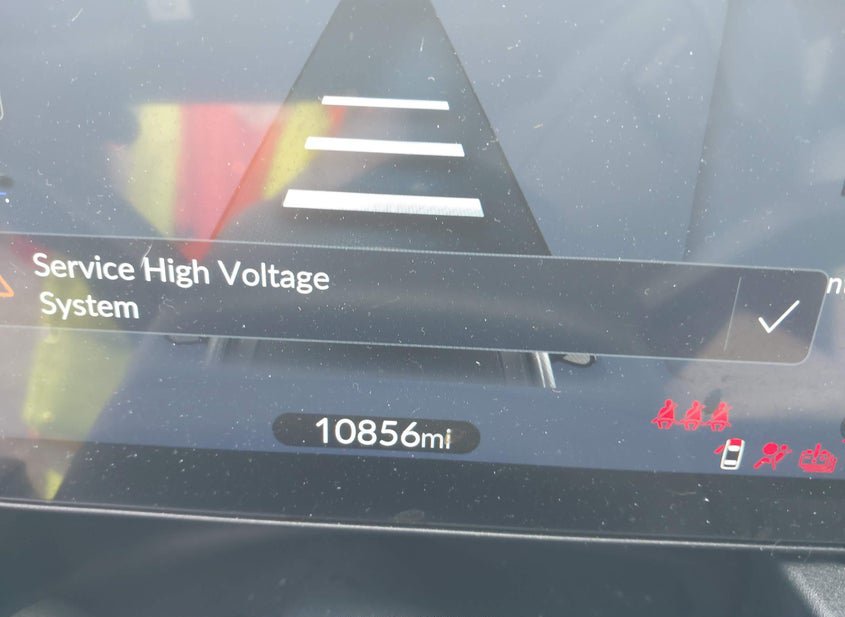 Service High Voltage
System
10856mi